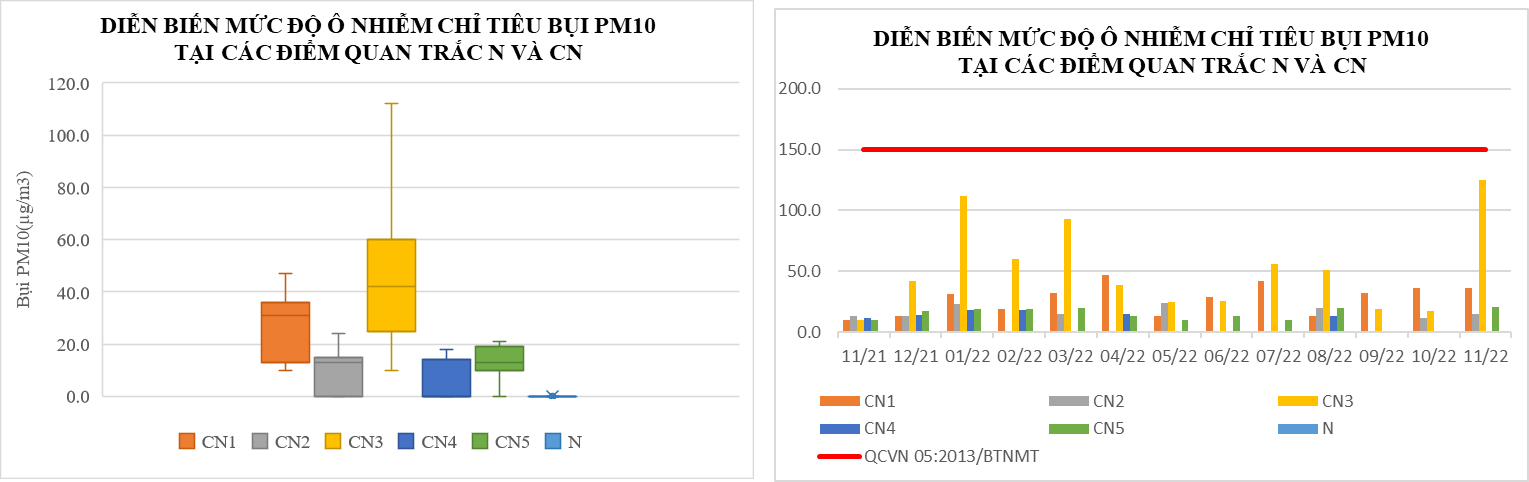 DIỄN BIẾN MỨC ĐỘ Ô NHIỄM CHỈ TIÊU BỤI PM10
TẠI CÁC ĐIỂM QUAN TRẮC N VÀ CN
120.0
100.0
80.0
60.0
40.0
20.0
0.0
Bụi PM10(µg/m3)
CN1 CN2 CN3 CN4 CN5 N
DIỄN BIẾN MỨC ĐỘ Ô NHIỄM CHỈ TIÊU BỤI PM10
TẠI CÁC ĐIỂM QUAN TRẮC N VÀ CN
200.0
150.0
100.0
50.0
0.0
11/21 12/21 01/22 02/22 03/22 04/22 05/22 06/22 07/22 08/22 09/22 10/22 11/22
CN1 CN2 CN3
CN4 CN5 N
QCVN 05:2013/BTNMT